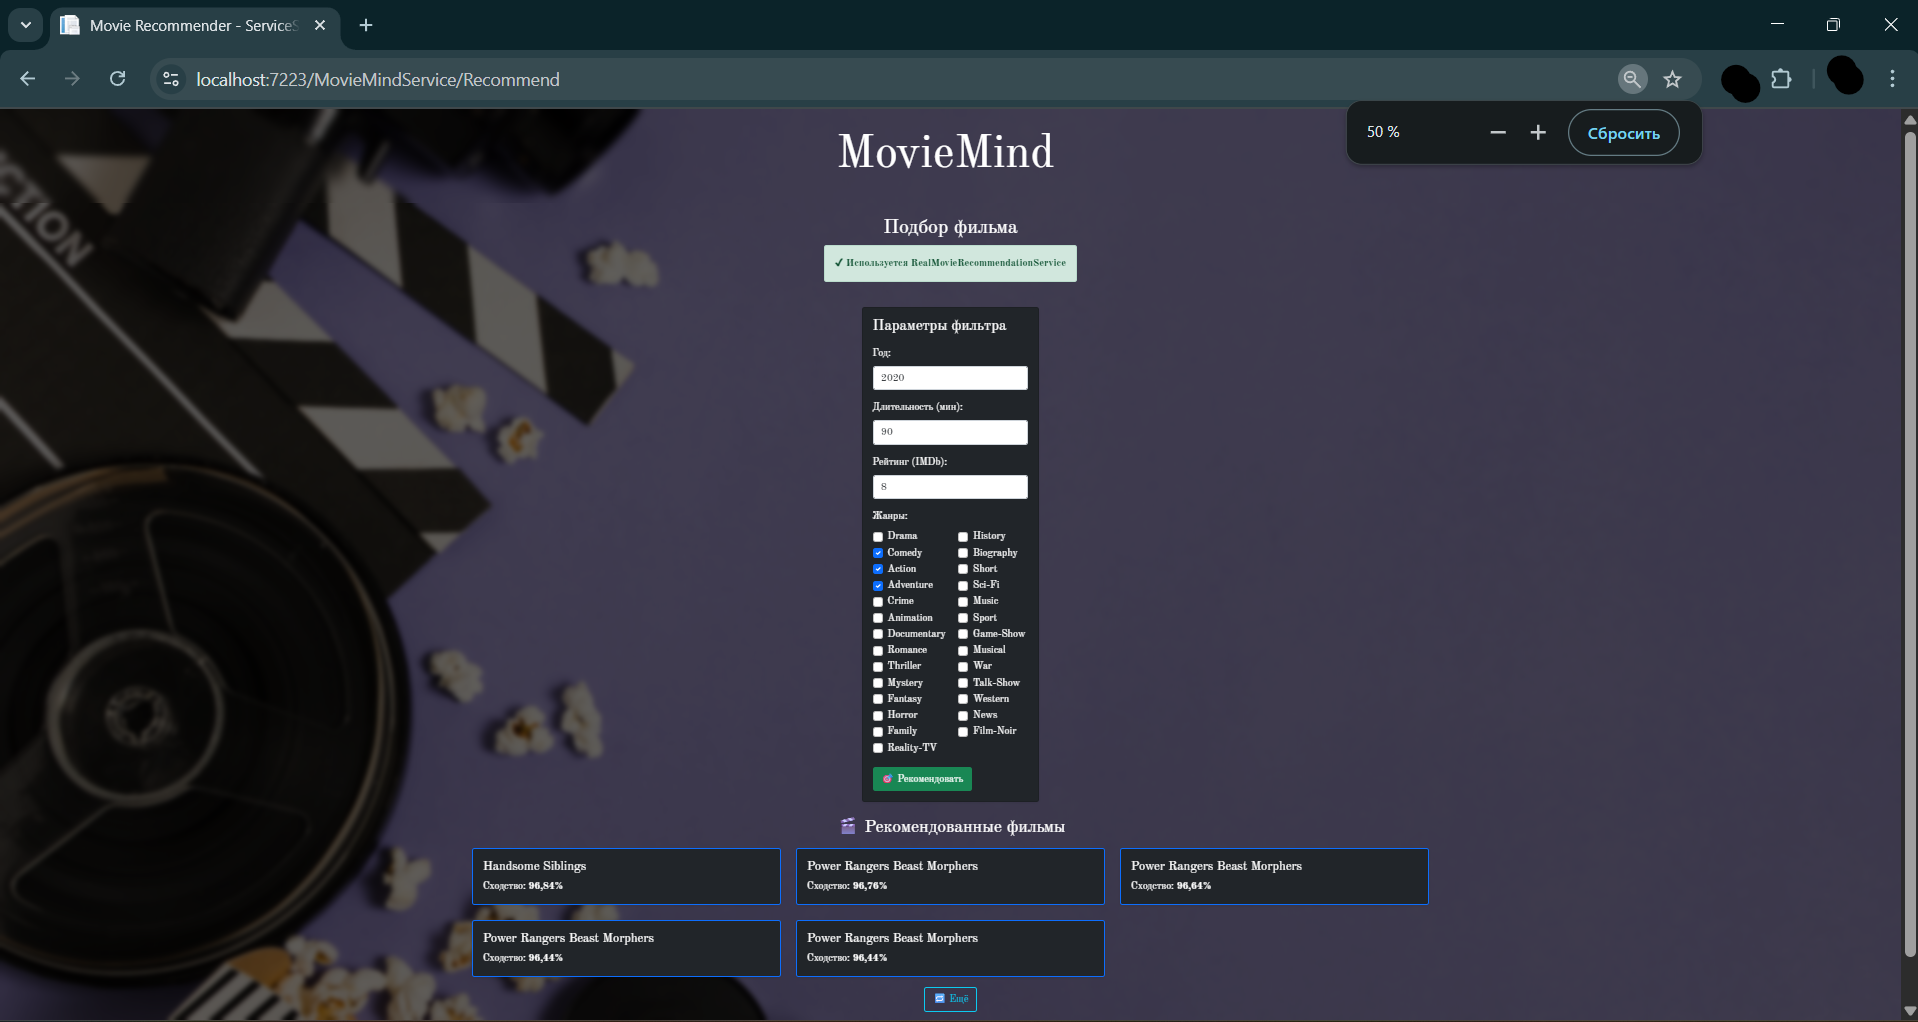 Movie Recommender - ServiceS
localhost:7223/MovieMindService/Recommend
50 %
Сбросить
CTION
MovieMind
Подбор фильма
✔ Используется RealMovieRecommendationService
Параметры фильтра
Год:
2020
Длительность (мин):
90
Рейтинг (IMDb):
8
Жанры:
Drama
Comedy
Action
Adventure
Crime
Animation
Documentary
Romance
Thriller
Mystery
Fantasy
Horror
Family
Reality-TV
History
Biography
Short
Sci-Fi
Music
Sport
Game-Show
Musical
War
Talk-Show
Western
News
Film-Noir
🎯 Рекомендовать
🎬 Рекомендованные фильмы
Handsome Siblings
Сходство: 96,84%
Power Rangers Beast Morphers
Сходство: 96,76%
Power Rangers Beast Morphers
Сходство: 96,64%
Power Rangers Beast Morphers
Сходство: 96,44%
Power Rangers Beast Morphers
Сходство: 96,44%
🔁 Ещё